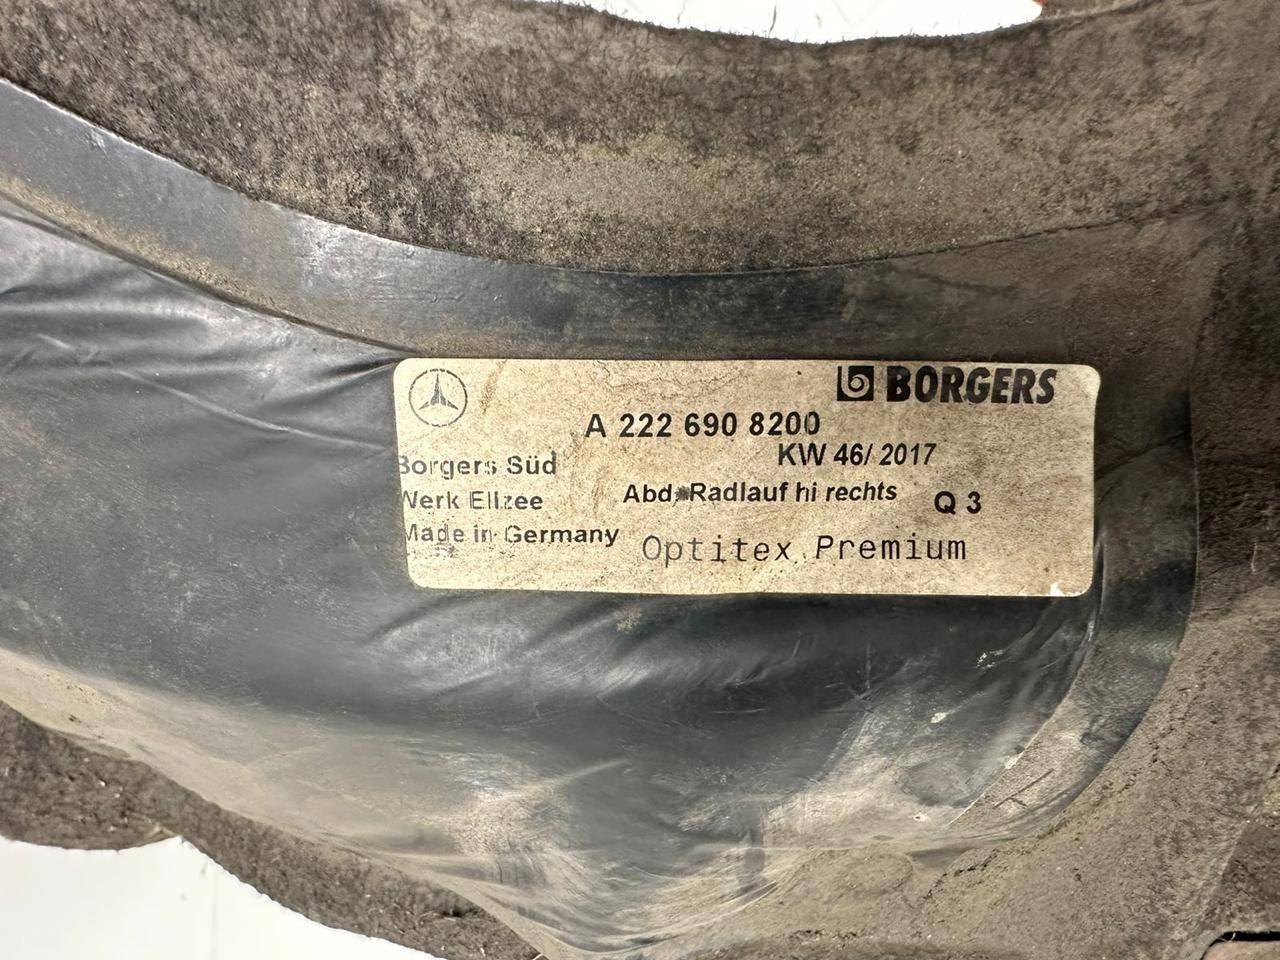 BORGERS
A 222 690 8200
KW 46/ 2017
Borgers Süd
Werk Ellzee
Abd. Radlauf hi rechts
Q 3
Made in Germany
Optitex Premium